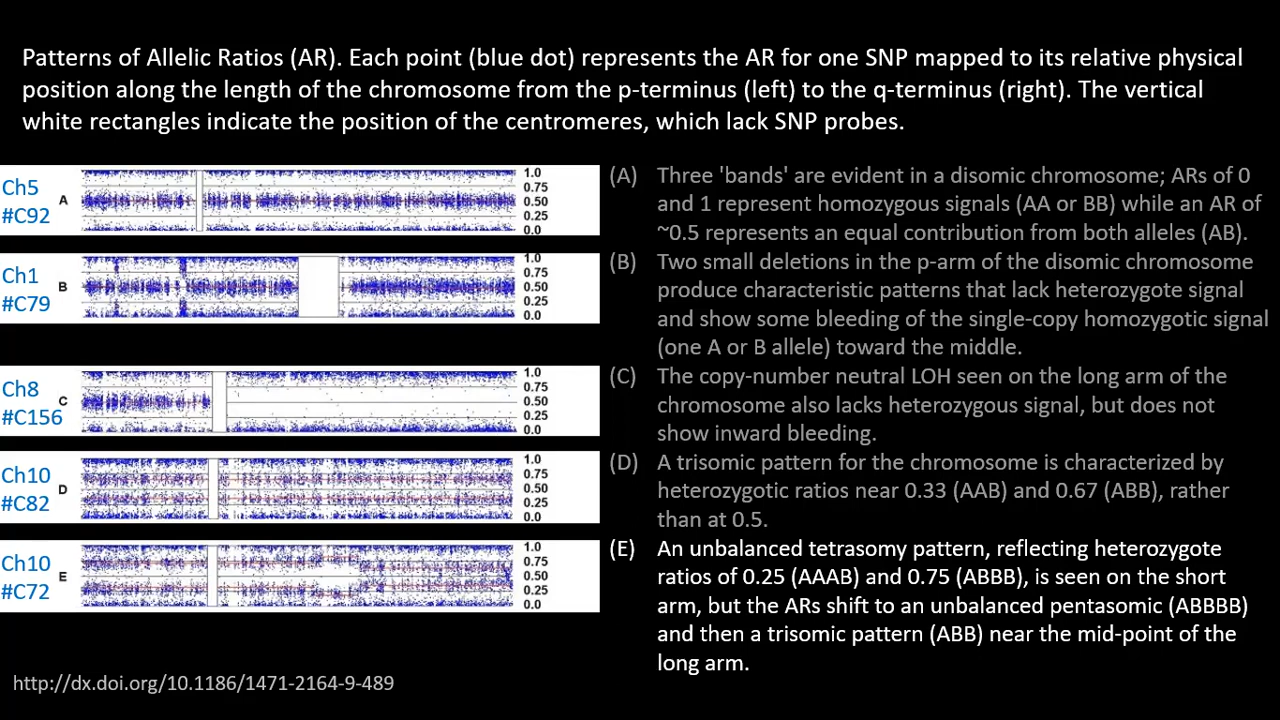 Patterns of Allelic Ratios (AR). Each point (blue dot) represents the AR for one SNP mapped to its relative physical
position along the length of the chromosome from the p-terminus (left) to the q-terminus (right). The vertical
white rectangles indicate the position of the centromeres, which lack SNP probes.
Ch5
#C92
A
1.0
0.75
0.50
0.25
0.0
(A) Three 'bands' are evident in a disomic chromosome; ARs of 0
and 1 represent homozygous signals (AA or BB) while an AR of
~0.5 represents an equal contribution from both alleles (AB).
Ch1
#C79
B
1.0
0.75
0.50
0.25
0.0
(B) Two small deletions in the p-arm of the disomic chromosome
produce characteristic patterns that lack heterozygote signal
and show some bleeding of the single-copy homozygotic signal
(one A or B allele) toward the middle.
Ch8
#C156
C
1.0
0.75
0.50
0.25
0.0
(C) The copy-number neutral LOH seen on the long arm of the
chromosome also lacks heterozygous signal, but does not
show inward bleeding.
Ch10
#C82
D
1.0
0.75
0.50
0.25
0.0
(D) A trisomic pattern for the chromosome is characterized by
heterozygotic ratios near 0.33 (AAB) and 0.67 (ABB), rather
than at 0.5.
Ch10
#C72
E
1.0
0.75
0.50
0.25
0.0
(E) An unbalanced tetrasomy pattern, reflecting heterozygote
ratios of 0.25 (AAAB) and 0.75 (ABBB), is seen on the short
arm, but the ARs shift to an unbalanced pentasomic (ABBBB)
and then a trisomic pattern (ABB) near the mid-point of the
long arm.
http://dx.doi.org/10.1186/1471-2164-9-489